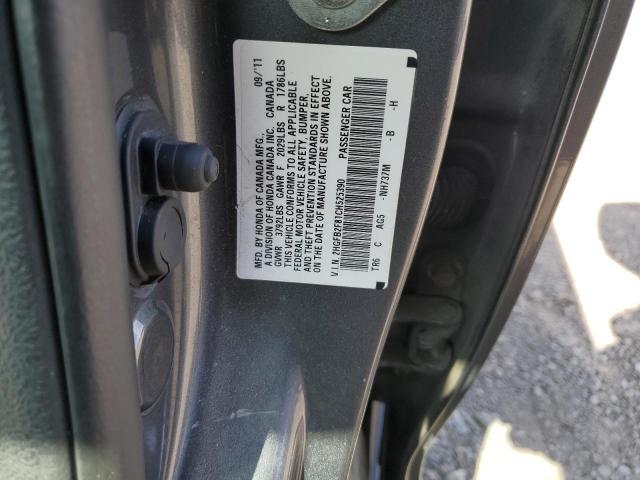 MFD. BY HONDA OF CANADA MFG., 09/'11
A DIVISION OF HONDA CANADA INC. CANADA
GVWR 3792LBS GAWR F 2029LBS R 1786LBS
THIS VEHICLE CONFORMS TO ALL APPLICABLE
FEDERAL MOTOR VEHICLE SAFETY, BUMPER,
AND THEFT PREVENTION STANDARDS IN EFFECT
ON THE DATE OF MANUFACTURE SHOWN ABOVE.
V.I.N. 2HGFB2F81CH525390 PASSENGER CAR
TR6 C AG5 -NH737M -B -H